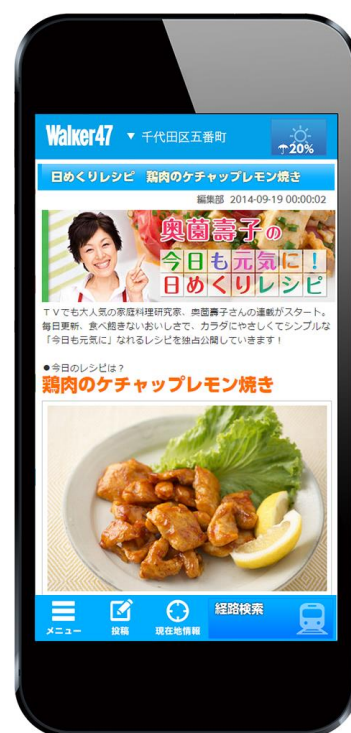 Walker47 ▼ 千代田区五番町 20%
日めくりレシピ 鶏肉のケチャップレモン焼き
編集部 2014-09-19 00:00:02
奥薗壽子の
今日も元気に！
日めくりレシピ
ＴＶでも大人気の家庭料理研究家、奥薗壽子さんの連載がスタート。
毎日更新、食べ飽きないおいしさで、カラダにやさしくてシンプルな
「今日も元気に」なれるレシピを独占公開していきます！
●今日のレシピは？
鶏肉のケチャップレモン焼き
メニュー 投稿 現在地情報 経路検索